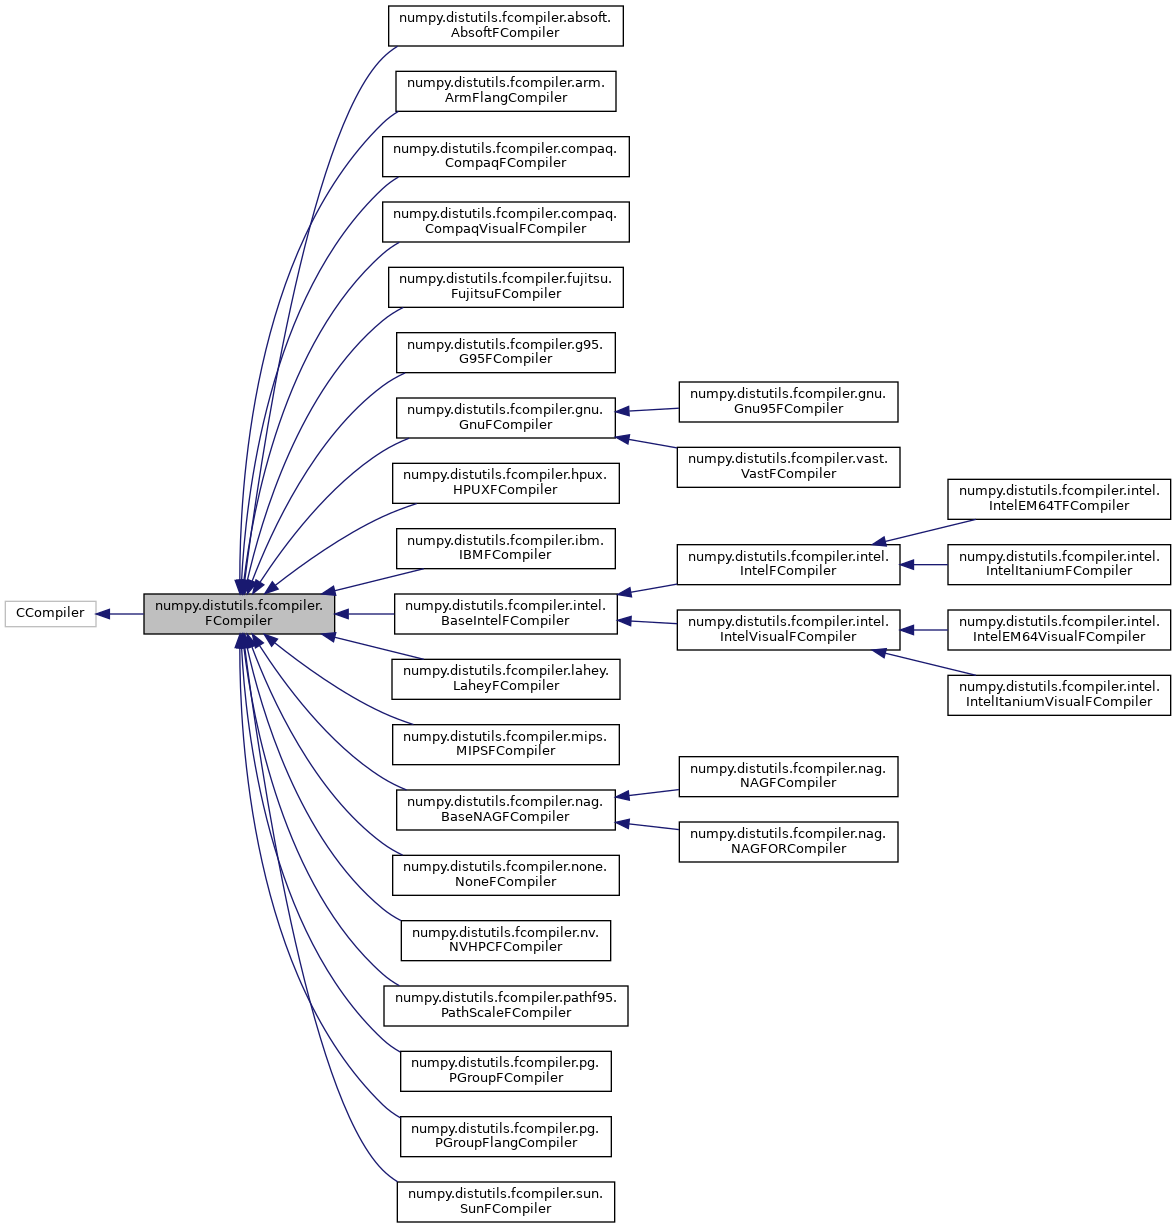 numpy.distutils.fcompiler.absoft.
AbsoftFCompiler
numpy.distutils.fcompiler.arm.
ArmFlangCompiler
numpy.distutils.fcompiler.compaq.
CompaqFCompiler
numpy.distutils.fcompiler.compaq.
CompaqVisualFCompiler
numpy.distutils.fcompiler.fujitsu.
FujitsuFCompiler
numpy.distutils.fcompiler.g95.
G95FCompiler
numpy.distutils.fcompiler.gnu.
GnuFCompiler
numpy.distutils.fcompiler.hpux.
HPUXFCompiler
numpy.distutils.fcompiler.ibm.
IBMFCompiler
CCompiler
numpy.distutils.fcompiler.
FCompiler
numpy.distutils.fcompiler.intel.
BaseIntelFCompiler
numpy.distutils.fcompiler.lahey.
LaheyFCompiler
numpy.distutils.fcompiler.mips.
MIPSFCompiler
numpy.distutils.fcompiler.nag.
BaseNAGFCompiler
numpy.distutils.fcompiler.none.
NoneFCompiler
numpy.distutils.fcompiler.nv.
NVHPCFCompiler
numpy.distutils.fcompiler.pathf95.
PathScaleFCompiler
numpy.distutils.fcompiler.pg.
PGroupFCompiler
numpy.distutils.fcompiler.pg.
PGroupFlangCompiler
numpy.distutils.fcompiler.sun.
SunFCompiler
numpy.distutils.fcompiler.gnu.
Gnu95FCompiler
numpy.distutils.fcompiler.vast.
VastFCompiler
numpy.distutils.fcompiler.intel.
IntelFCompiler
numpy.distutils.fcompiler.intel.
IntelVisualFCompiler
numpy.distutils.fcompiler.nag.
NAGFCompiler
numpy.distutils.fcompiler.nag.
NAGFORCompiler
numpy.distutils.fcompiler.intel.
IntelEM64TFCompiler
numpy.distutils.fcompiler.intel.
IntelItaniumFCompiler
numpy.distutils.fcompiler.intel.
IntelEM64VisualFCompiler
numpy.distutils.fcompiler.intel.
IntelItaniumVisualFCompiler